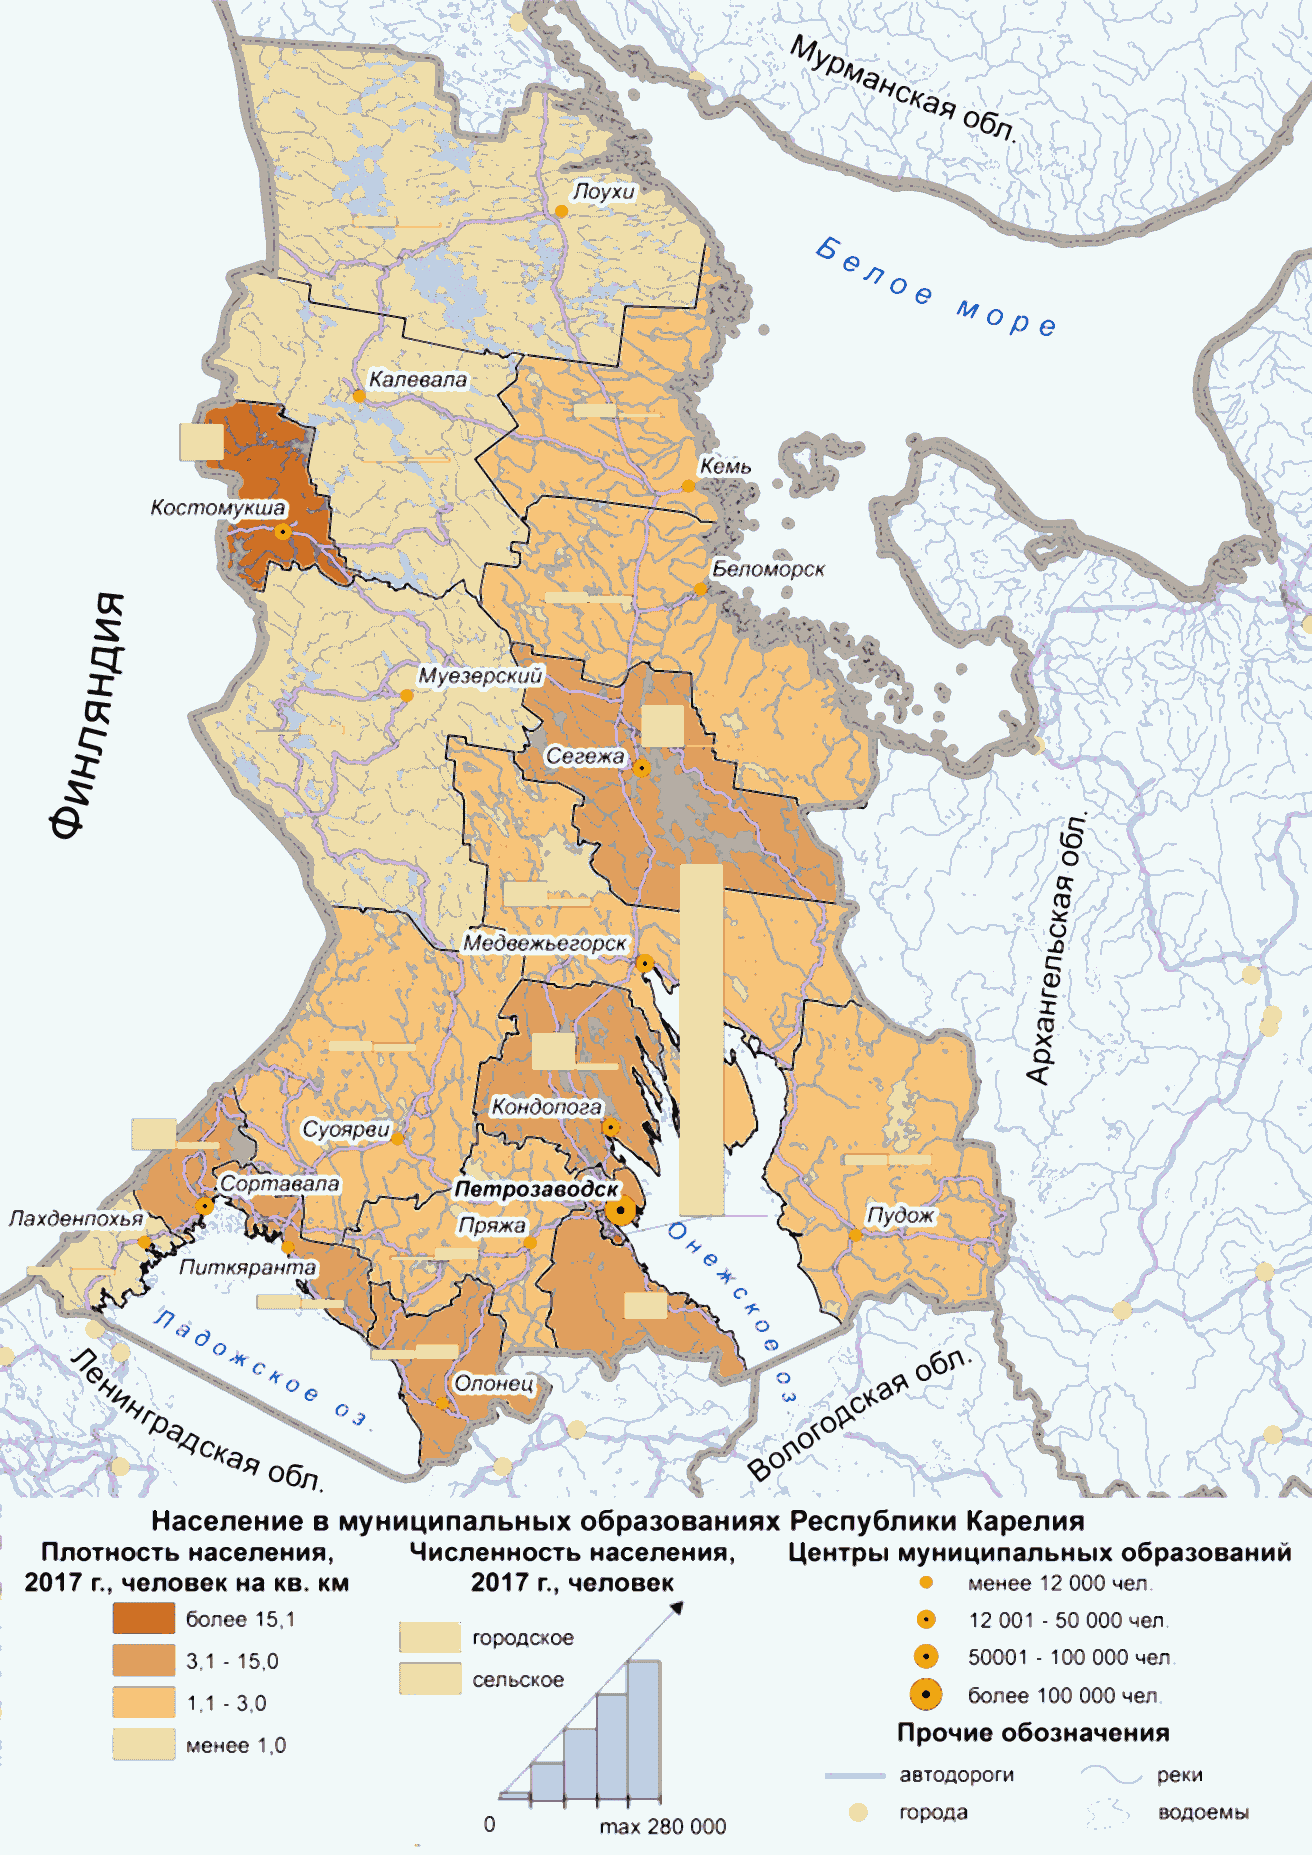 Мурманская обл.
Лоухи
Белое море
Калевала
Кемь
Костомукша
Беломорск
Финляндия
Муезерский
Сегежа
Архангельская обл.
Медвежьегорск
Кондопога
Суоярви
Сортавала
Петрозаводск
Лахденпохья
Пряжа
Пудож
Питкяранта
Онежское оз
Ладожское оз.
Олонец
Ленинградская обл.
Вологодская обл.
Население в муниципальных образованиях Республики Карелия
Плотность населения,
2017 г., человек на кв. км
более 15,1
3,1 - 15,0
1,1 - 3,0
менее 1,0
Численность населения,
2017 г., человек
городское
сельское
0
max 280 000
Центры муниципальных образований
менее 12 000 чел.
12 001 - 50 000 чел.
50001 - 100 000 чел.
более 100 000 чел.
Прочие обозначения
автодороги
реки
города
водоемы